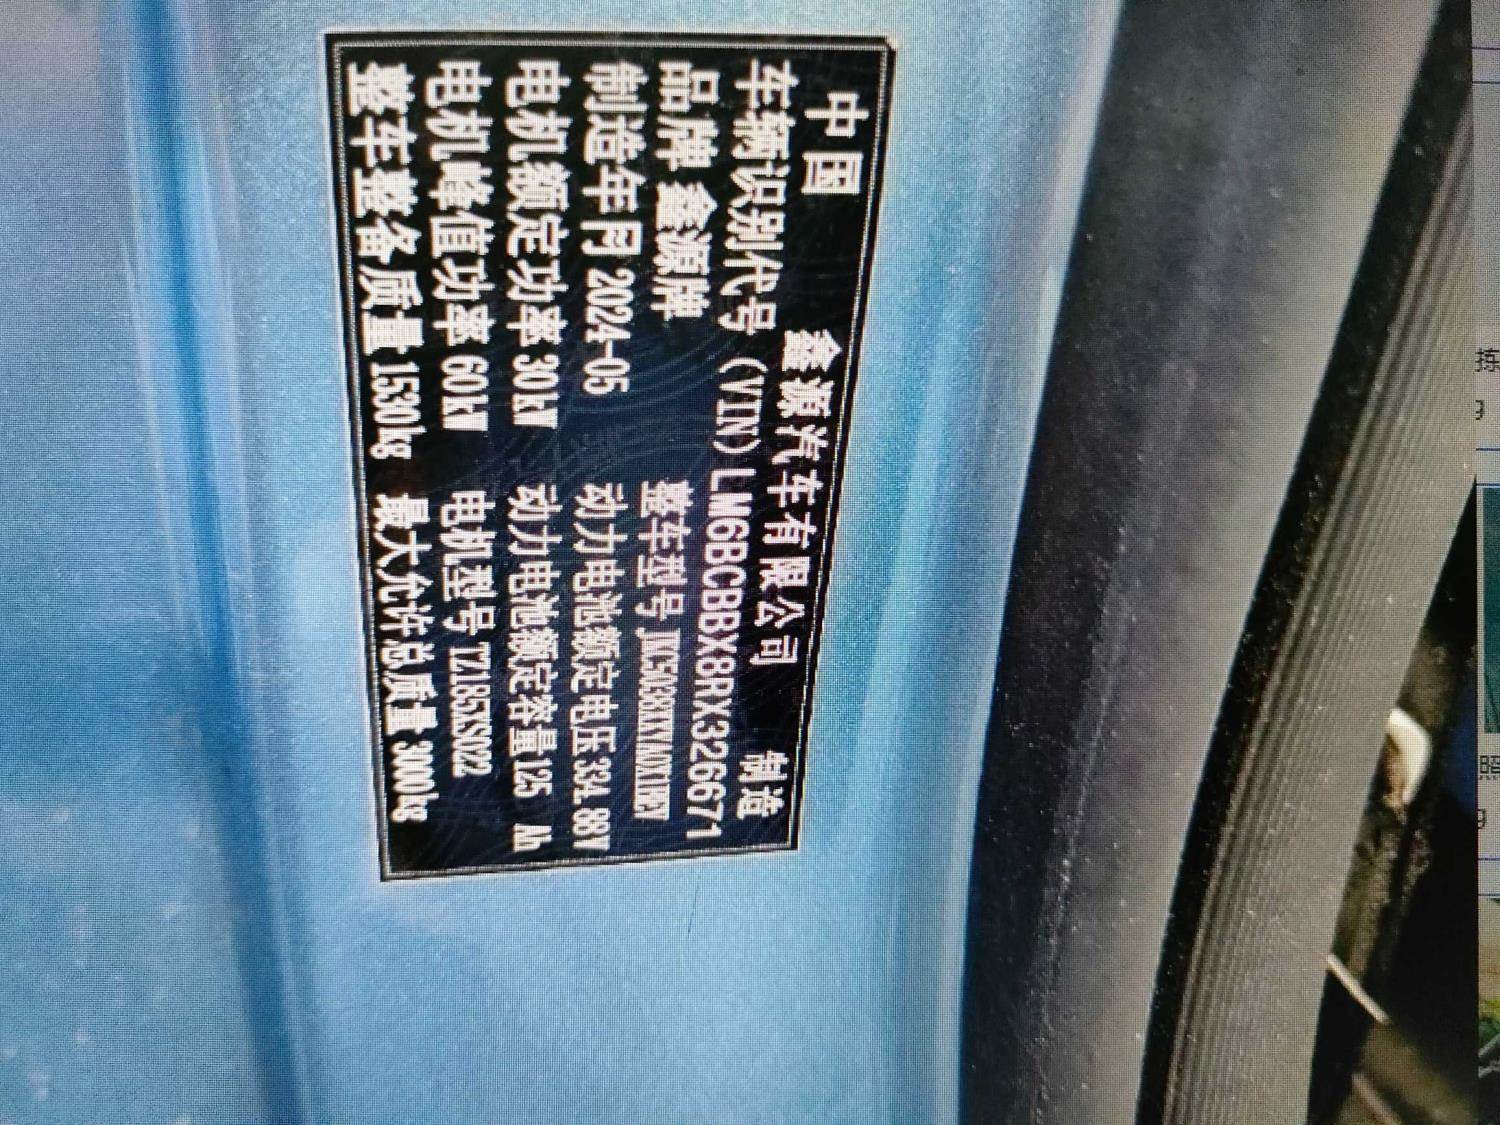 中国 鑫源汽车有限公司 制造
车辆识别代号（VIN）LM6BCBBX8RX326671
品牌 鑫源牌 整车型号 JKC5038XXYA0X1HEV
制造年月 2024-05 动力电池额定电压 334.88V
电机额定功率 30kW 动力电池额定容量 125 Ah
电机峰值功率 60kW 电机型号 TZ185XS022
整车整备质量 1530kg 最大允许总质量 3000kg
拣
g
照
g